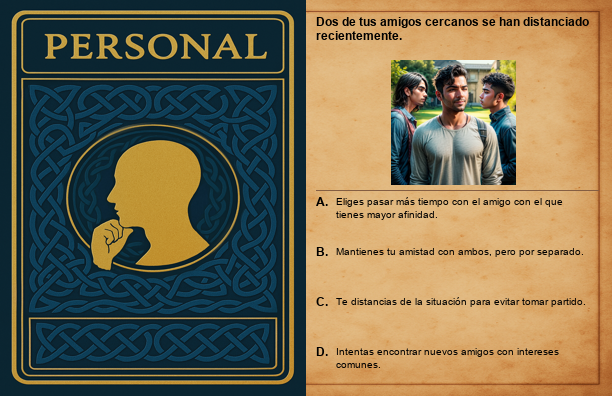 PERSONAL
Dos de tus amigos cercanos se han distanciado
recientemente.
A. Eliges pasar más tiempo con el amigo con el que
tienes mayor afinidad.
B. Mantienes tu amistad con ambos, pero por separado.
C. Te distancias de la situación para evitar tomar partido.
D. Intentas encontrar nuevos amigos con intereses
comunes.